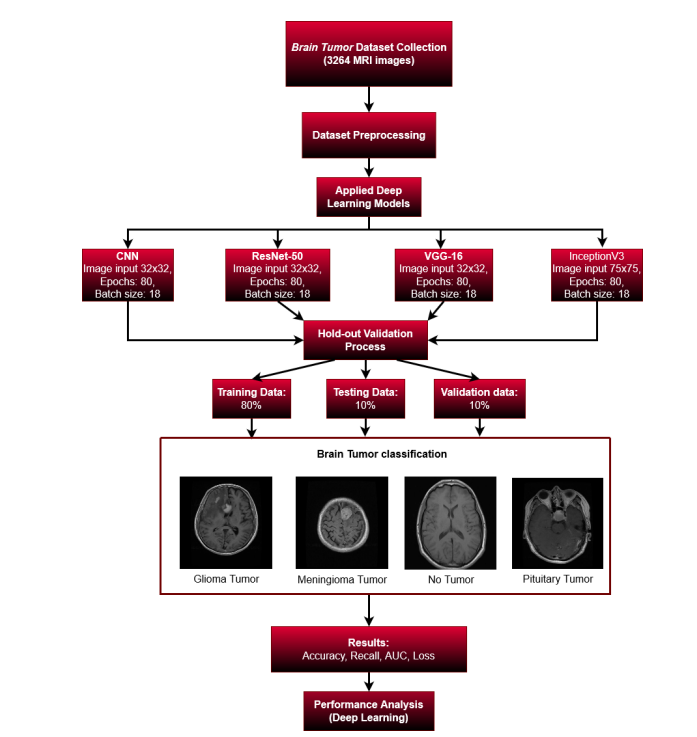 Brain Tumor Dataset Collection
(3264 MRI images)
Dataset Preprocessing
Applied Deep
Learning Models
CNN
Image input 32x32,
Epochs: 80,
Batch size: 18
ResNet-50
Image input 32x32,
Epochs: 80,
Batch size: 18
VGG-16
Image input 32x32,
Epochs: 80,
Batch size: 18
InceptionV3
Image input 75x75,
Epochs: 80,
Batch size: 18
Hold-out Validation
Process
Training Data:
80%
Testing Data:
10%
Validation data:
10%
Brain Tumor classification
Glioma Tumor
Meningioma Tumor
No Tumor
Pituitary Tumor
Results:
Accuracy, Recall, AUC, Loss
Performance Analysis
(Deep Learning)